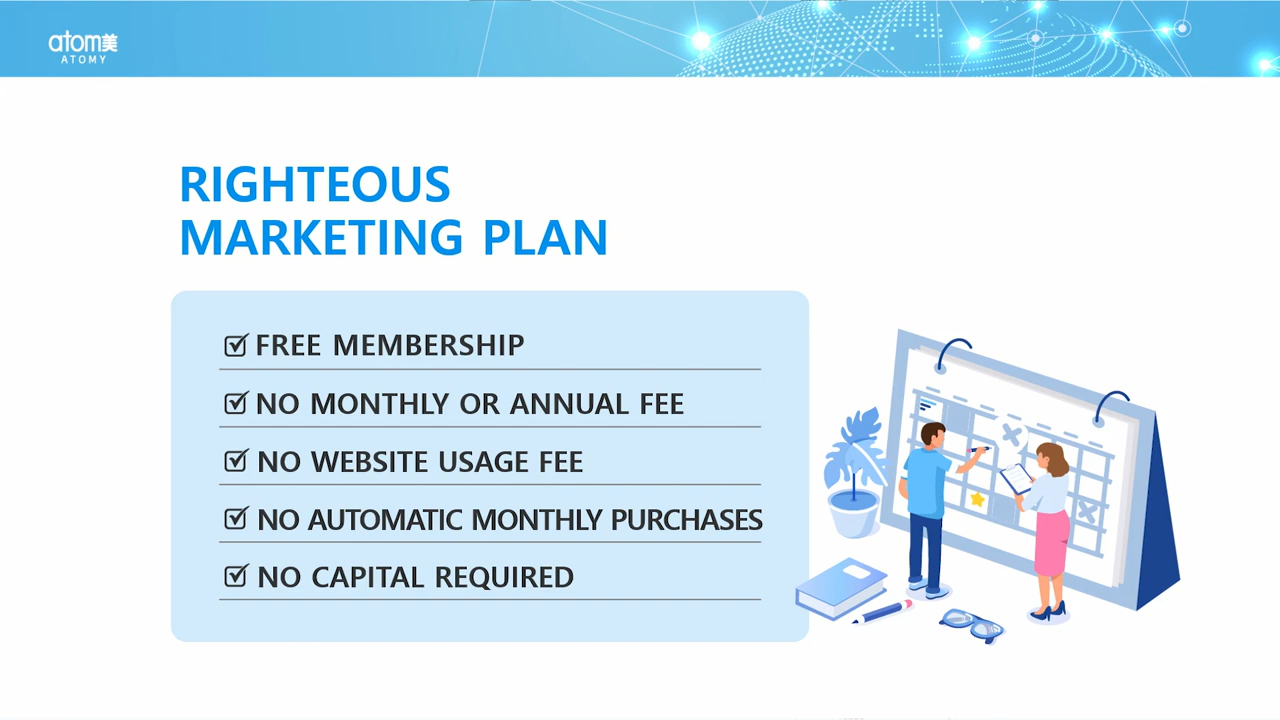 atom美
ATOMY
RIGHTEOUS
MARKETING PLAN
FREE MEMBERSHIP
NO MONTHLY OR ANNUAL FEE
NO WEBSITE USAGE FEE
NO AUTOMATIC MONTHLY PURCHASES
NO CAPITAL REQUIRED